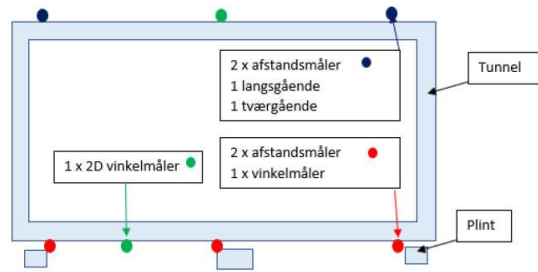 2 x afstandsmåler
1 langsgående
1 tværgående
Tunnel
1 x 2D vinkelmåler
2 x afstandsmåler
1 x vinkelmåler
Plint